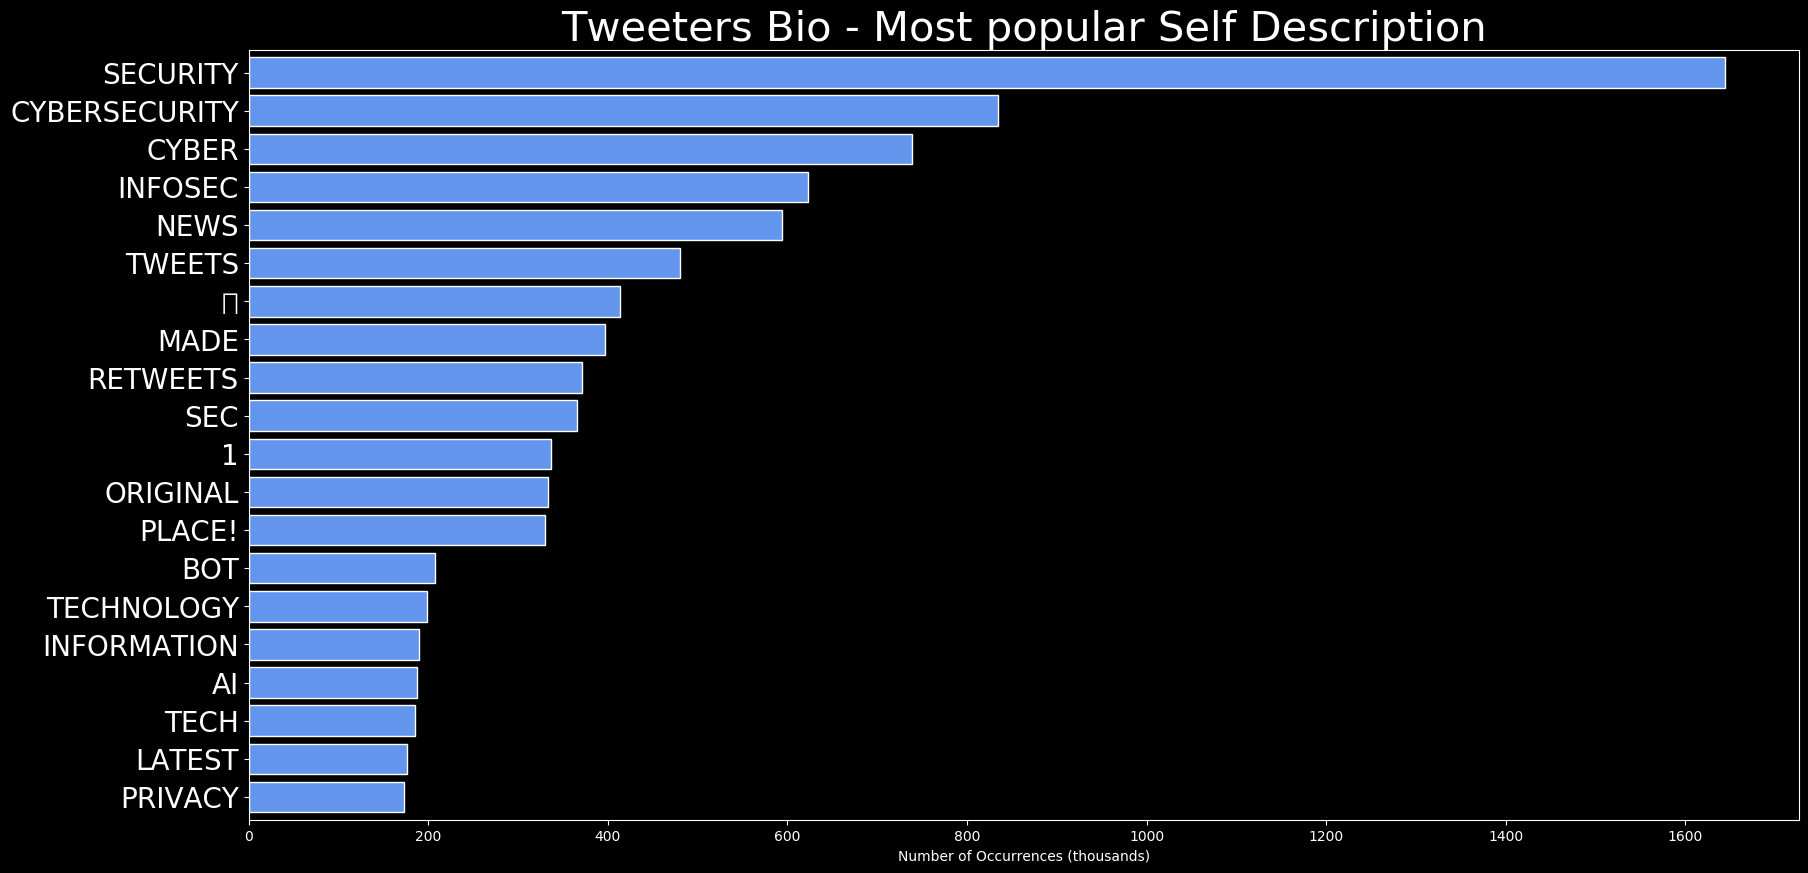 Tweeters Bio - Most popular Self Description
SECURITY
CYBERSECURITY
CYBER
INFOSEC
NEWS
TWEETS
MADE
RETWEETS
SEC
1
ORIGINAL
PLACE!
BOT
TECHNOLOGY
INFORMATION
AI
TECH
LATEST
PRIVACY
0 200 400 600 800 1000 1200 1400 1600
Number of Occurrences (thousands)